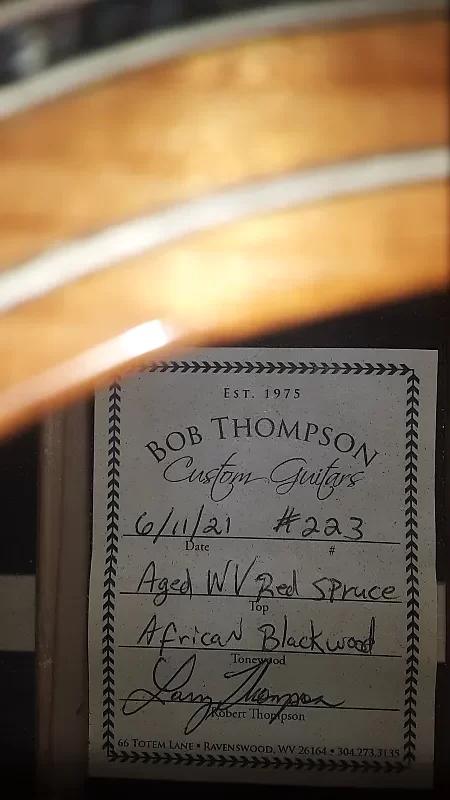 EST. 1975
BOB THOMPSON
Custom Guitars
6/11/21 #223
Date #
Aged WV Red Spruce
Top
African Blackwood
Tonewood
Larry Thompson
Robert Thompson
66 TOTEM LANE • RAVENSWOOD, WV 26164 • 304.273.3135